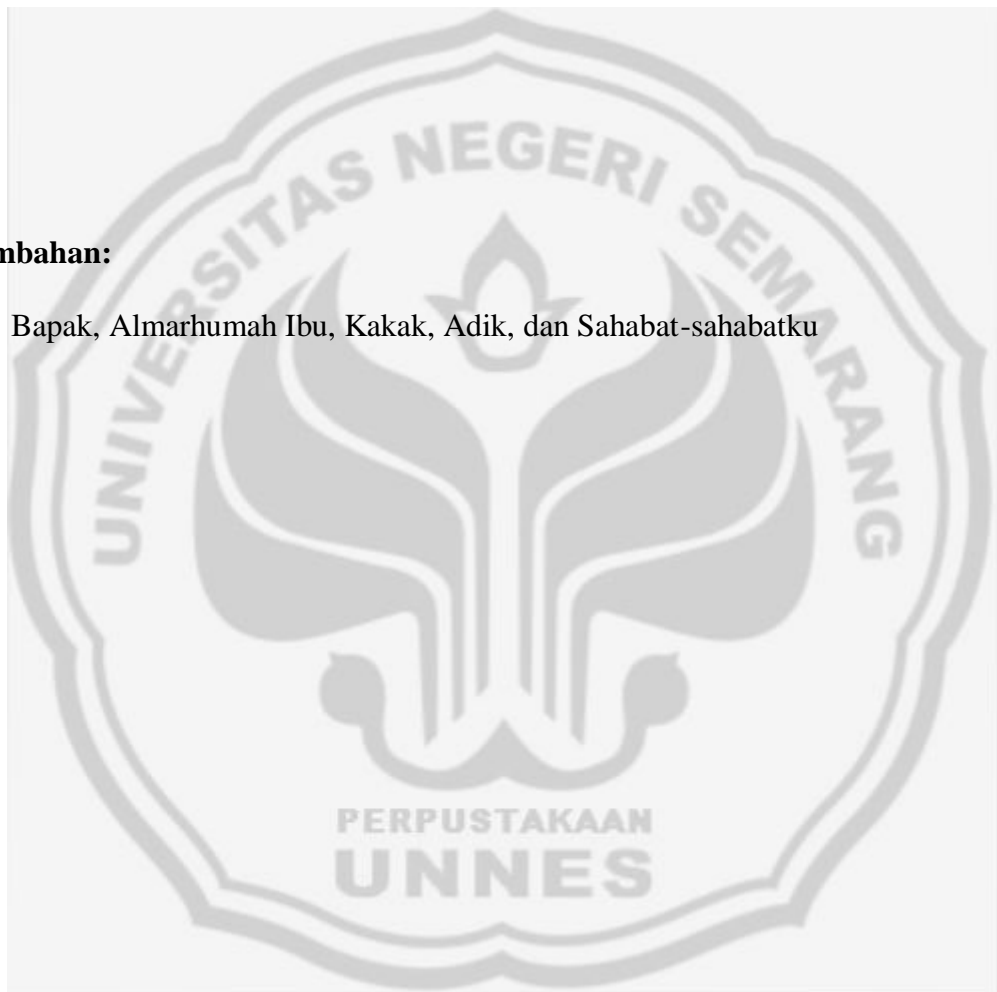 UNIVERSITAS NEGERI SEMARANG
mbahan:
Bapak, Almarhumah Ibu, Kakak, Adik, dan Sahabat-sahabatku
PERPUSTAKAAN
UNNES